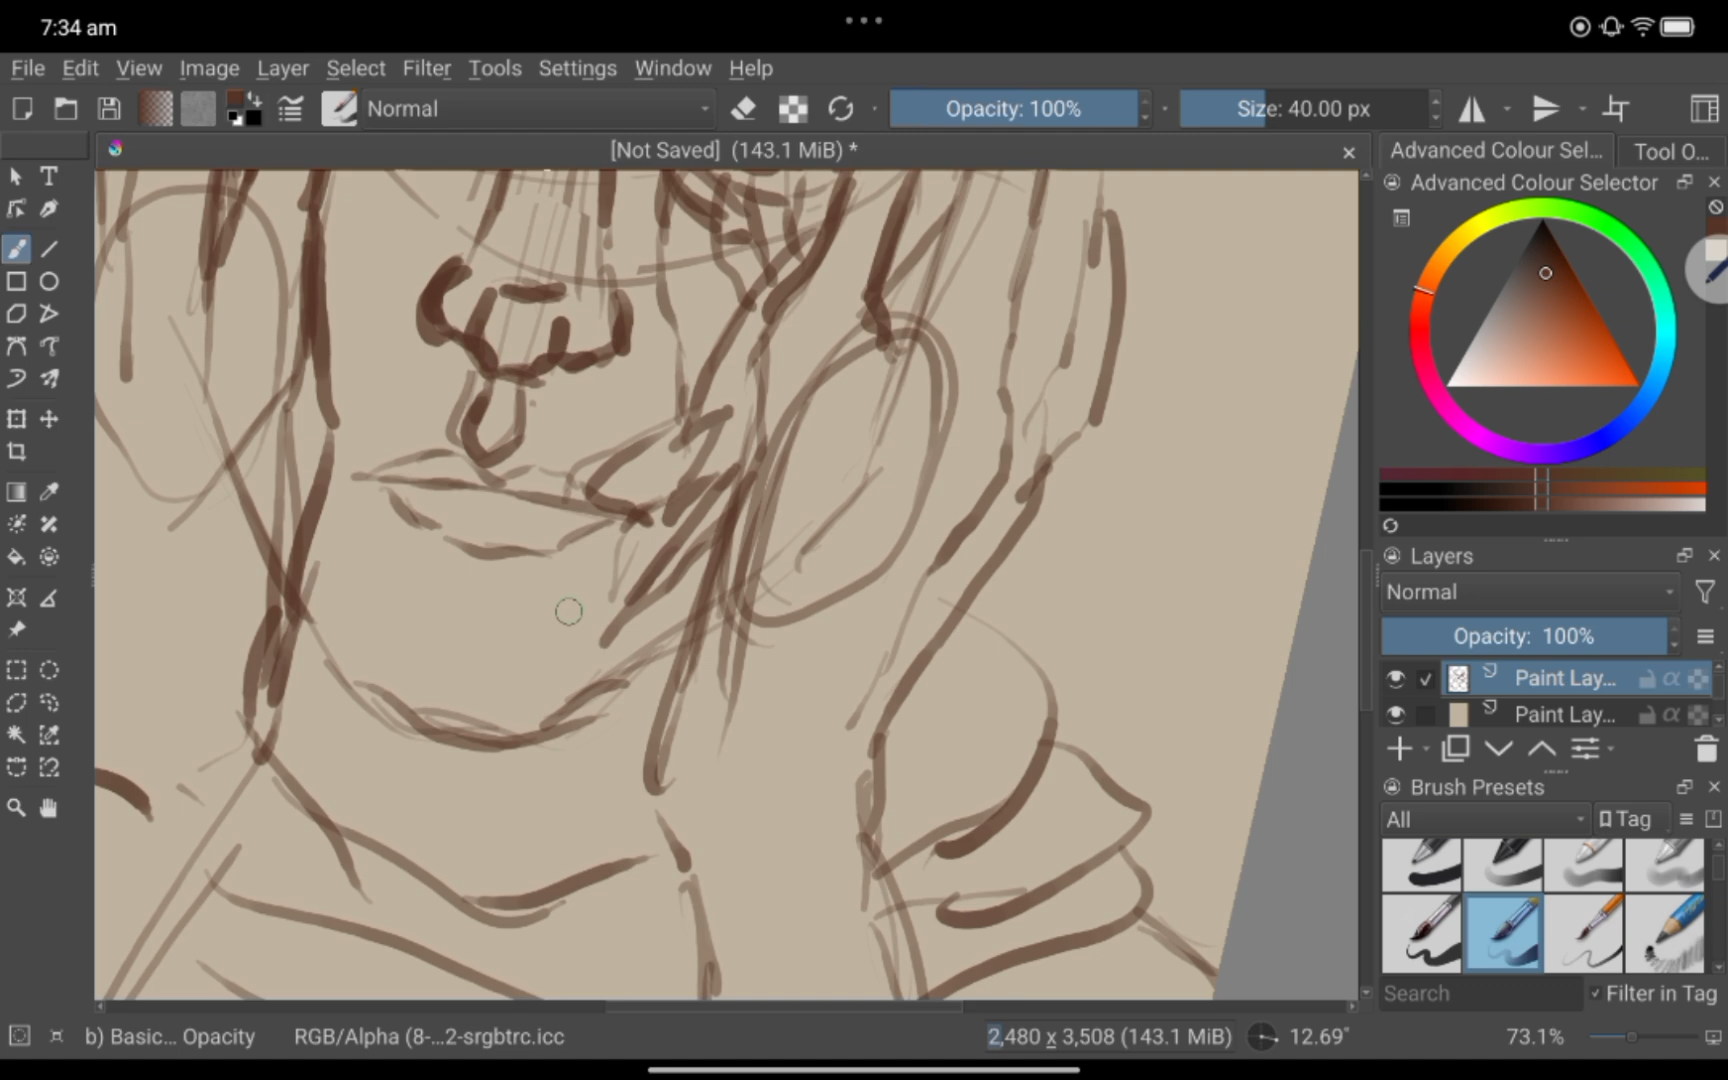 7:34 am
File Edit View Image Layer Select Filter Tools Settings Window Help
Normal Opacity: 100% Size: 40.00 px
[Not Saved] (143.1 MiB) *
Advanced Colour Sel... Tool O...
Advanced Colour Selector
Layers
Normal
Opacity: 100%
Paint Lay...
Paint Lay...
Brush Presets
All Tag
Search Filter in Tag
b) Basic... Opacity RGB/Alpha (8-...2-srgbtrc.icc 2,480 x 3,508 (143.1 MiB) 12.69° 73.1%